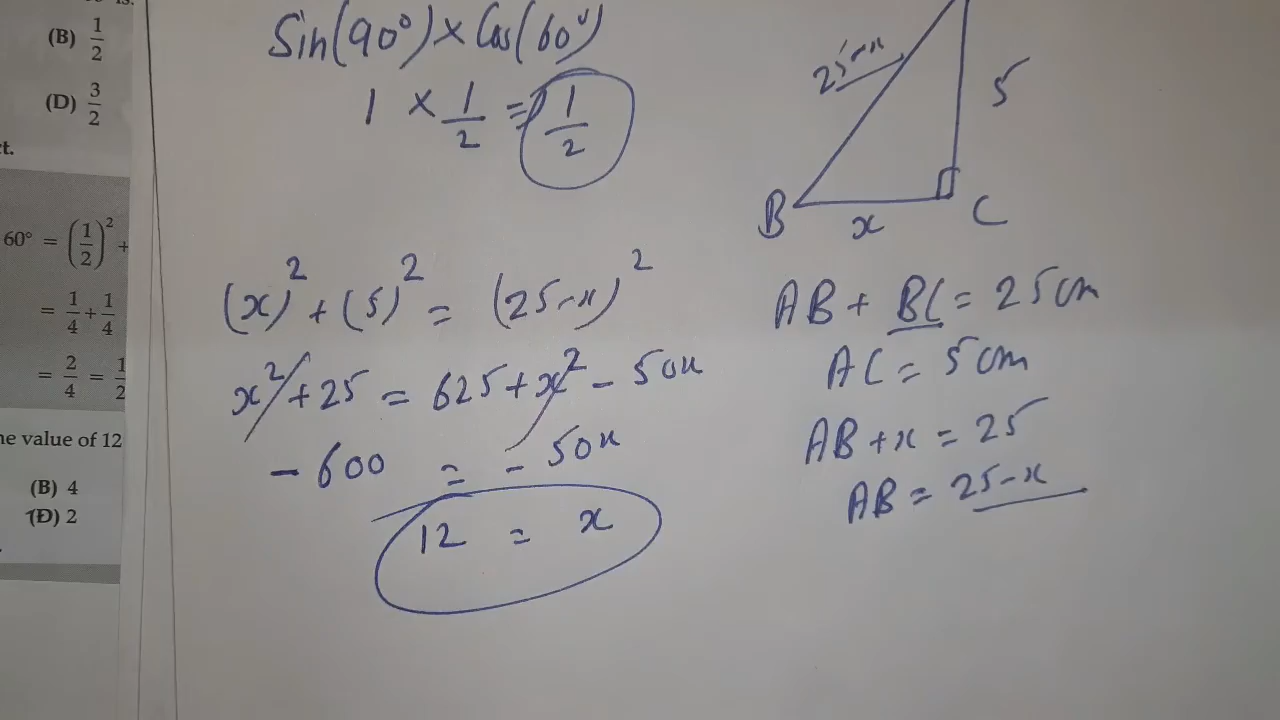 (B) 1/2
(D) 3/2
ct.
60° = (1/2)² +
= 1/4 + 1/4
= 2/4 = 1/2
he value of 12
(B) 4
(D) 2
Sin(90°) × Cos(60°)
1 × 1/2 = 1/2
(x)² + (5)² = (25-x)²
x² + 25 = 625 + x² - 50x
- 600 = - 50x
12 = x
25-x
5
B
x
C
AB + BC = 25cm
AC = 5cm
AB + x = 25
AB = 25-x